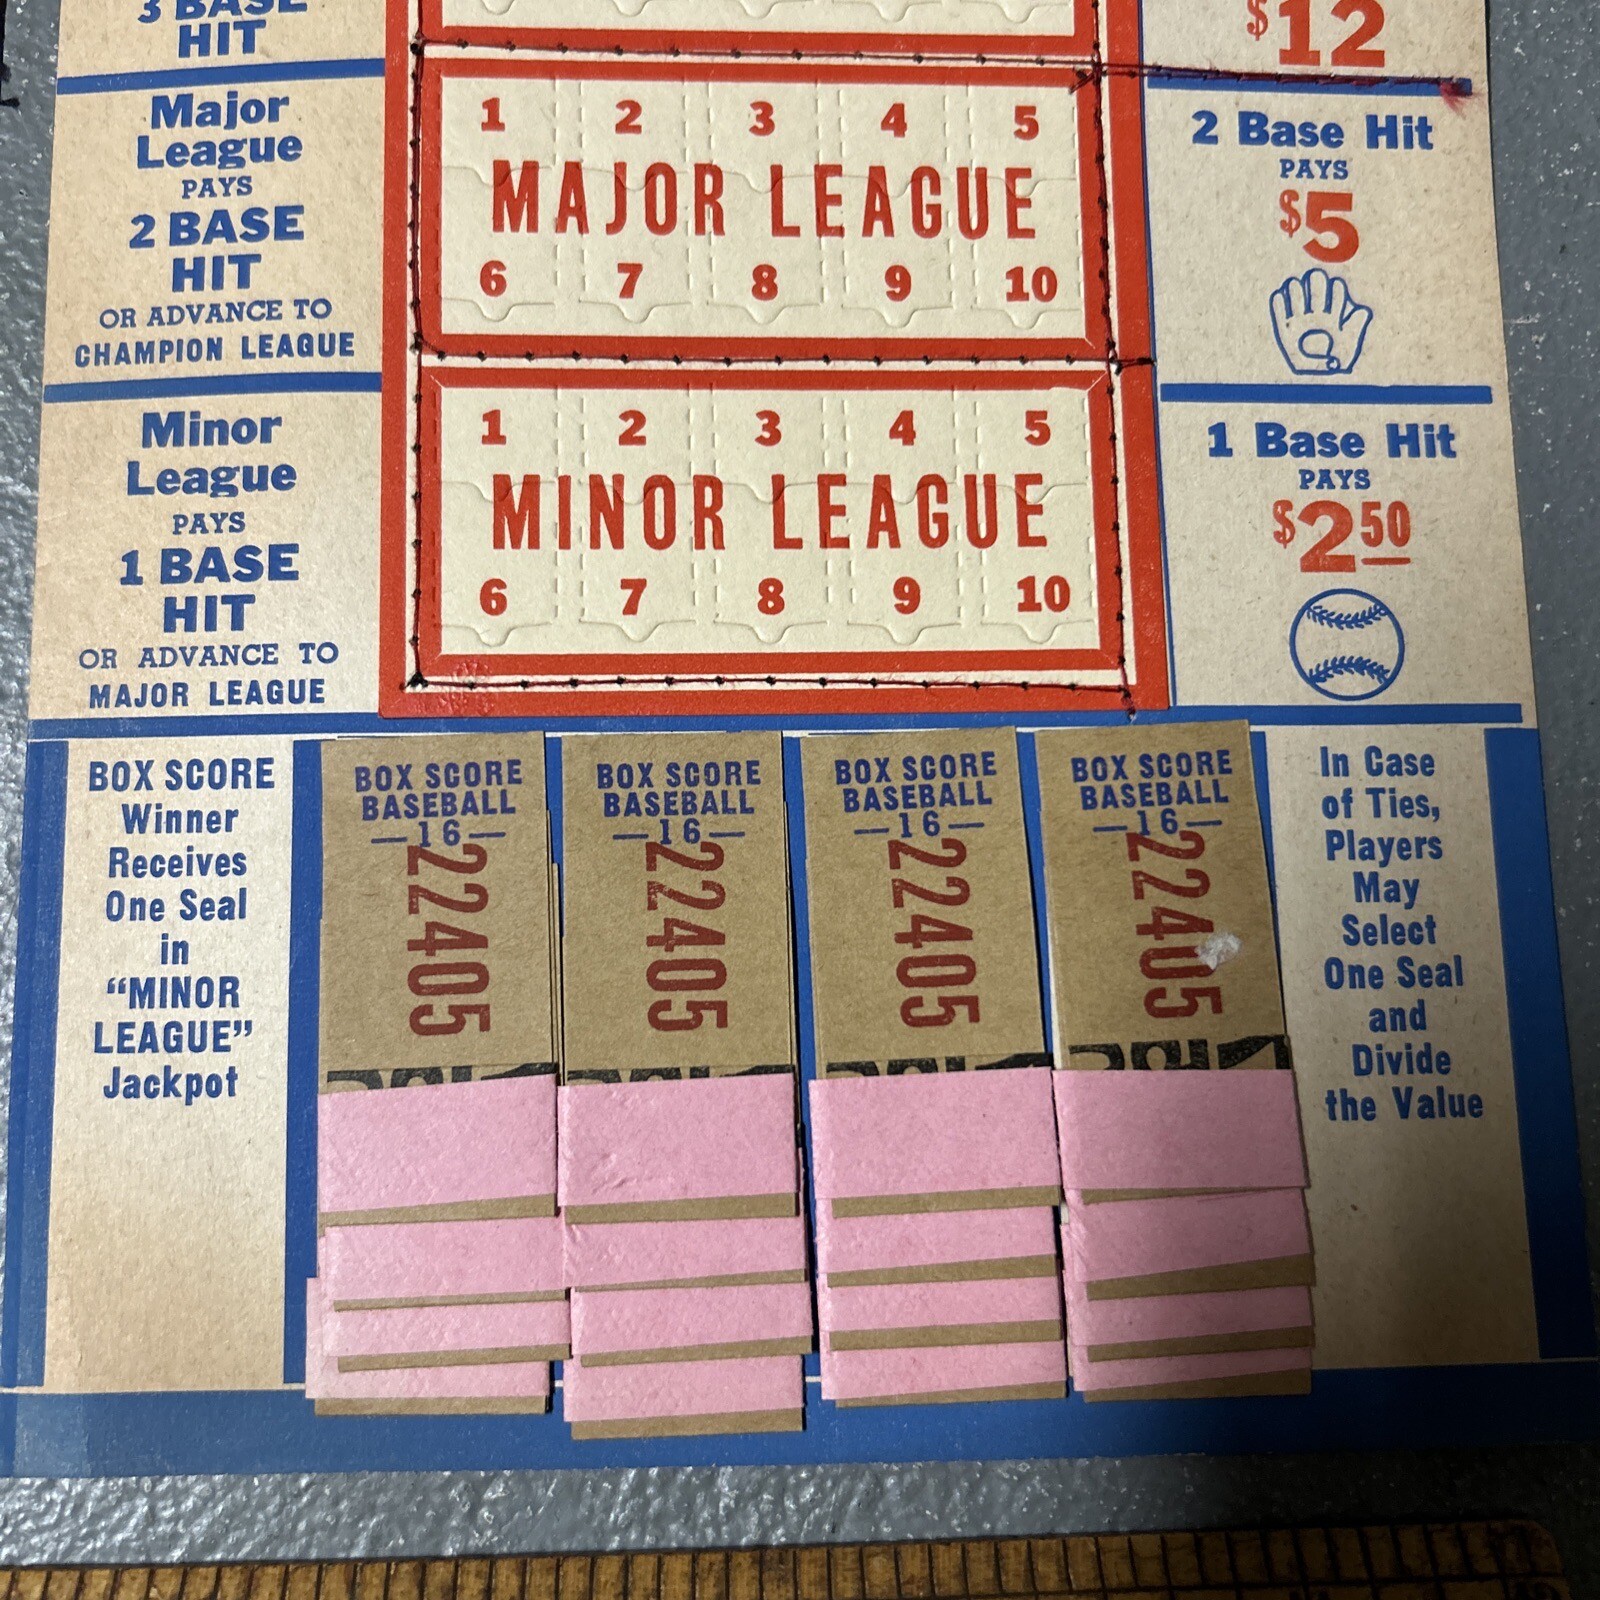 3 BASE
HIT
$12
Major
League
PAYS
2 BASE
HIT
OR ADVANCE TO
CHAMPION LEAGUE
1 2 3 4 5
MAJOR LEAGUE
6 7 8 9 10
2 Base Hit
PAYS
$5
Minor
League
PAYS
1 BASE
HIT
OR ADVANCE TO
MAJOR LEAGUE
1 2 3 4 5
MINOR LEAGUE
6 7 8 9 10
1 Base Hit
PAYS
$2 50
BOX SCORE
Winner
Receives
One Seal
in
“MINOR
LEAGUE”
Jackpot
BOX SCORE
BASEBALL
—16—
22405
BOX SCORE
BASEBALL
—16—
22405
BOX SCORE
BASEBALL
—16—
22405
BOX SCORE
BASEBALL
—16—
22405
In Case
of Ties,
Players
May
Select
One Seal
and
Divide
the Value